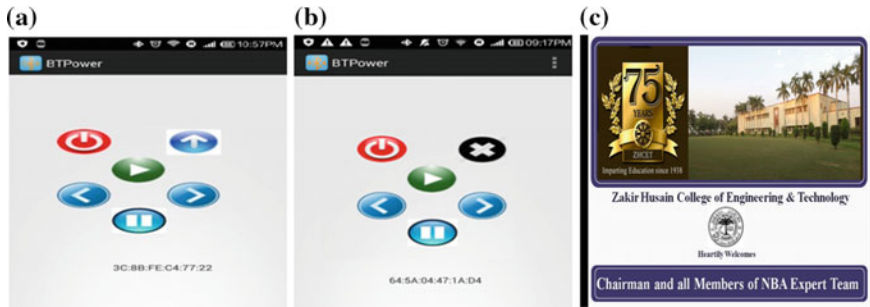 (a)
10:57PM
BTPower
3C:8B:FE:C4:77:22
(b)
09:17PM
BTPower
64:5A:04:47:1A:D4
(c)
75
YEARS
ZHCET
Imparting Education since 1938
Zakir Husain College of Engineering & Technology
Heartily Welcomes
Chairman and all Members of NBA Expert Team